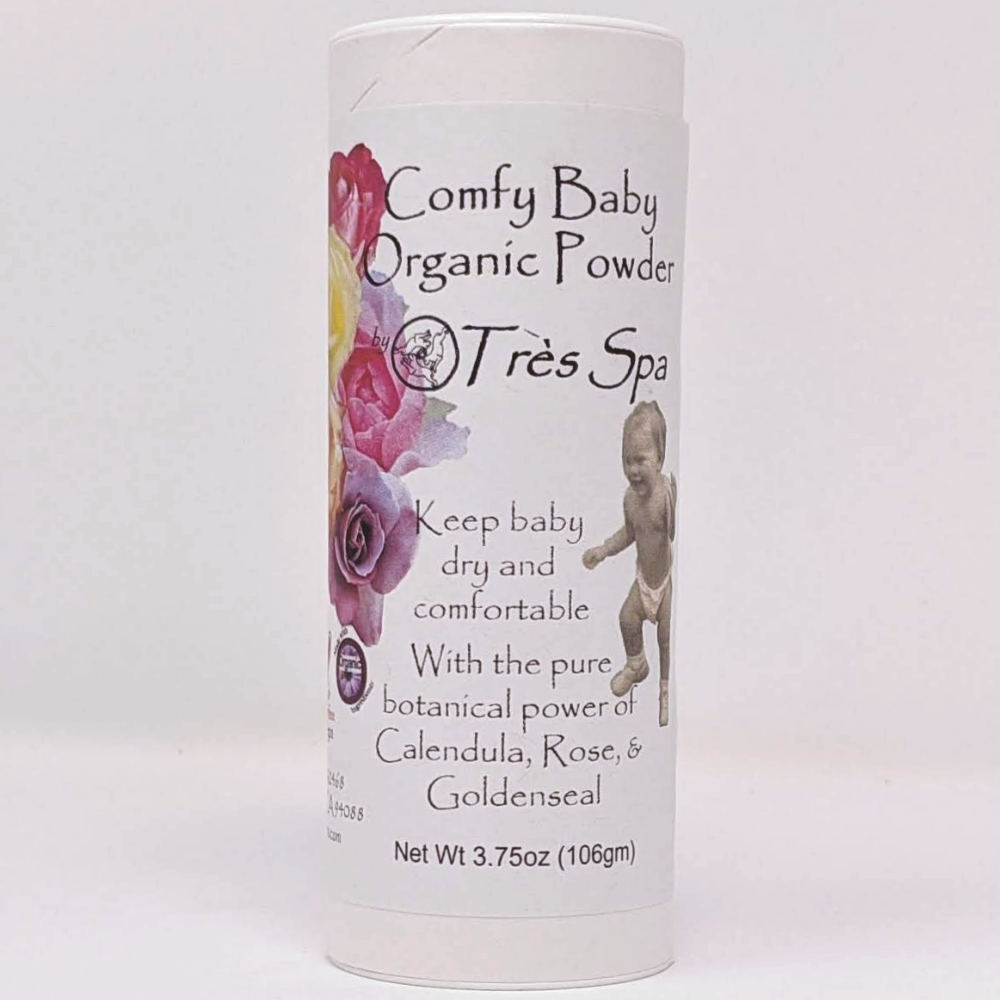 Comfy Baby
Organic Powder
by Très Spa
Keep baby
dry and
comfortable
With the pure
botanical power of
Calendula, Rose, &
Goldenseal
Net Wt 3.75oz (106gm)
94088